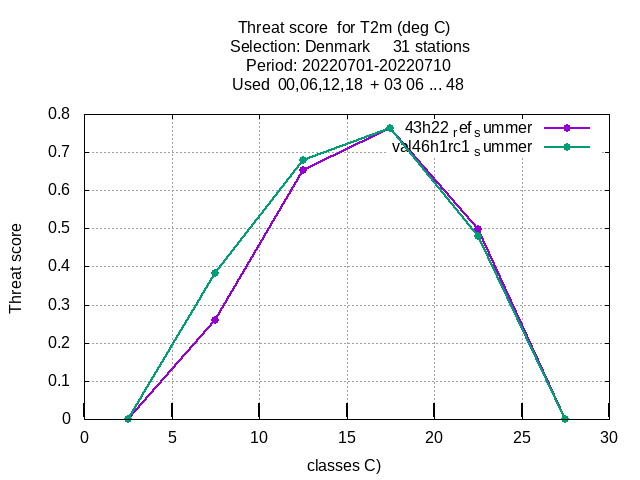 Threat score for T2m (deg C)
Selection: Denmark 31 stations
Period: 20220701-20220710
Used 00,06,12,18 + 03 06 ... 48
43h22 ref summer
val46h1rc1 summer
0.8
0.7
0.6
0.5
0.4
0.3
0.2
0.1
0
Threat score
0 5 10 15 20 25 30
classes C)